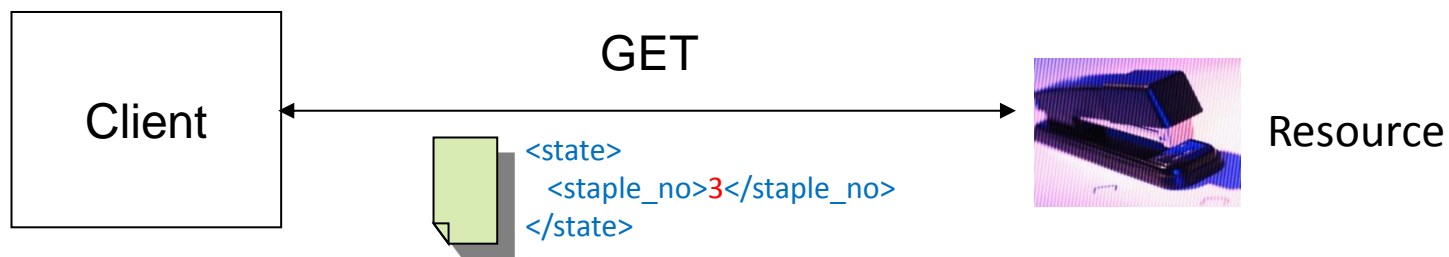 GET
Client
Resource
<state>
<staple_no>3</staple_no>
</state>